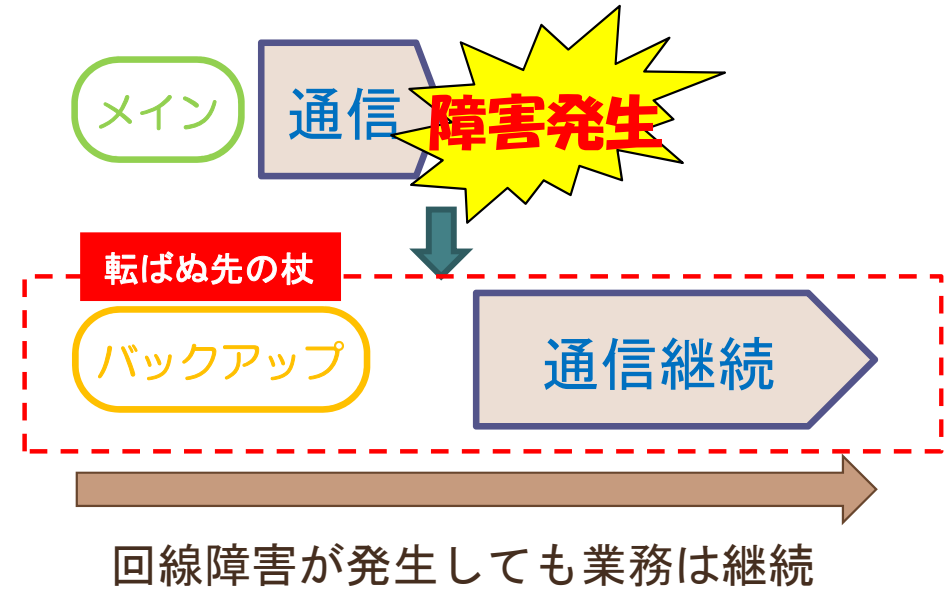 メイン
通信
障害発生
転ばぬ先の杖
バックアップ
通信継続
回線障害が発生しても業務は継続